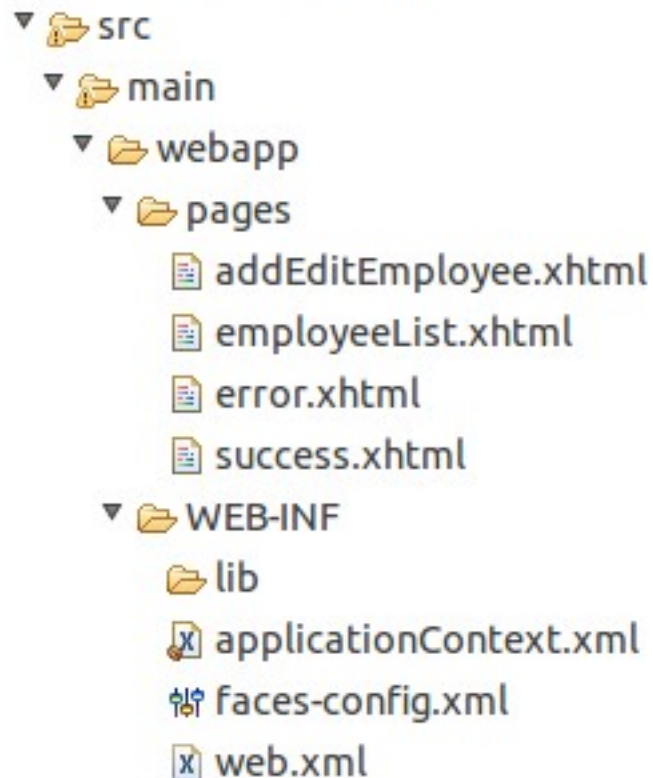 src
main
webapp
pages
addEditEmployee.xhtml
employeeList.xhtml
error.xhtml
success.xhtml
WEB-INF
lib
applicationContext.xml
faces-config.xml
web.xml